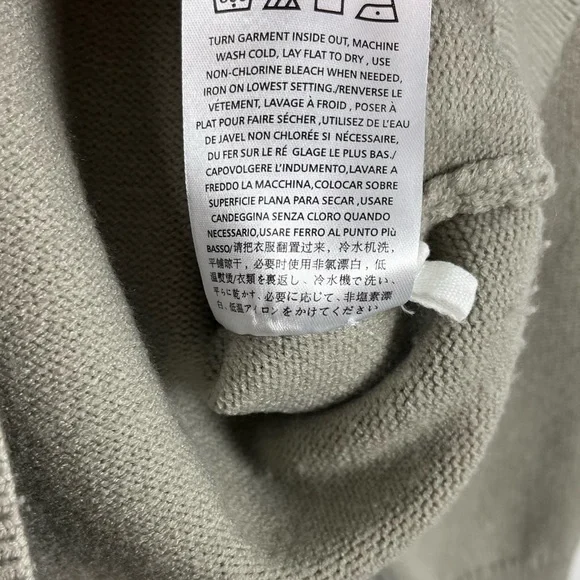 TURN GARMENT INSIDE OUT, MACHINE
WASH COLD, LAY FLAT TO DRY , USE
NON-CHLORINE BLEACH WHEN NEEDED,
IRON ON LOWEST SETTING./RENVERSE LE
VÉTEMENT, LAVAGE À FROID , POSER À
PLAT POUR FAIRE SÉCHER ,UTILISEZ DE L'EAU
DE JAVEL NON CHLORÉE SI NÉCESSAIRE,
DU FER SUR LE RÉ GLAGE LE PLUS BAS./
CAPOVOLGERE L'INDUMENTO,LAVARE A
FREDDO LA MACCHINA,COLOCAR SOBRE
SUPERFICIE PLANA PARA SECAR ,USARE
CANDEGGINA SENZA CLORO QUANDO
NECESSARIO,USARE FERRO AL PUNTO PIù
BASSO/请把衣服翻置过来，冷水机洗，
平铺晾干，必要时使用非氯漂白，低
温熨烫/衣類を裏返し、冷水機で洗い、
平らに乾かす、必要に応じて、非塩素漂
白、低温アイロンをかけてください